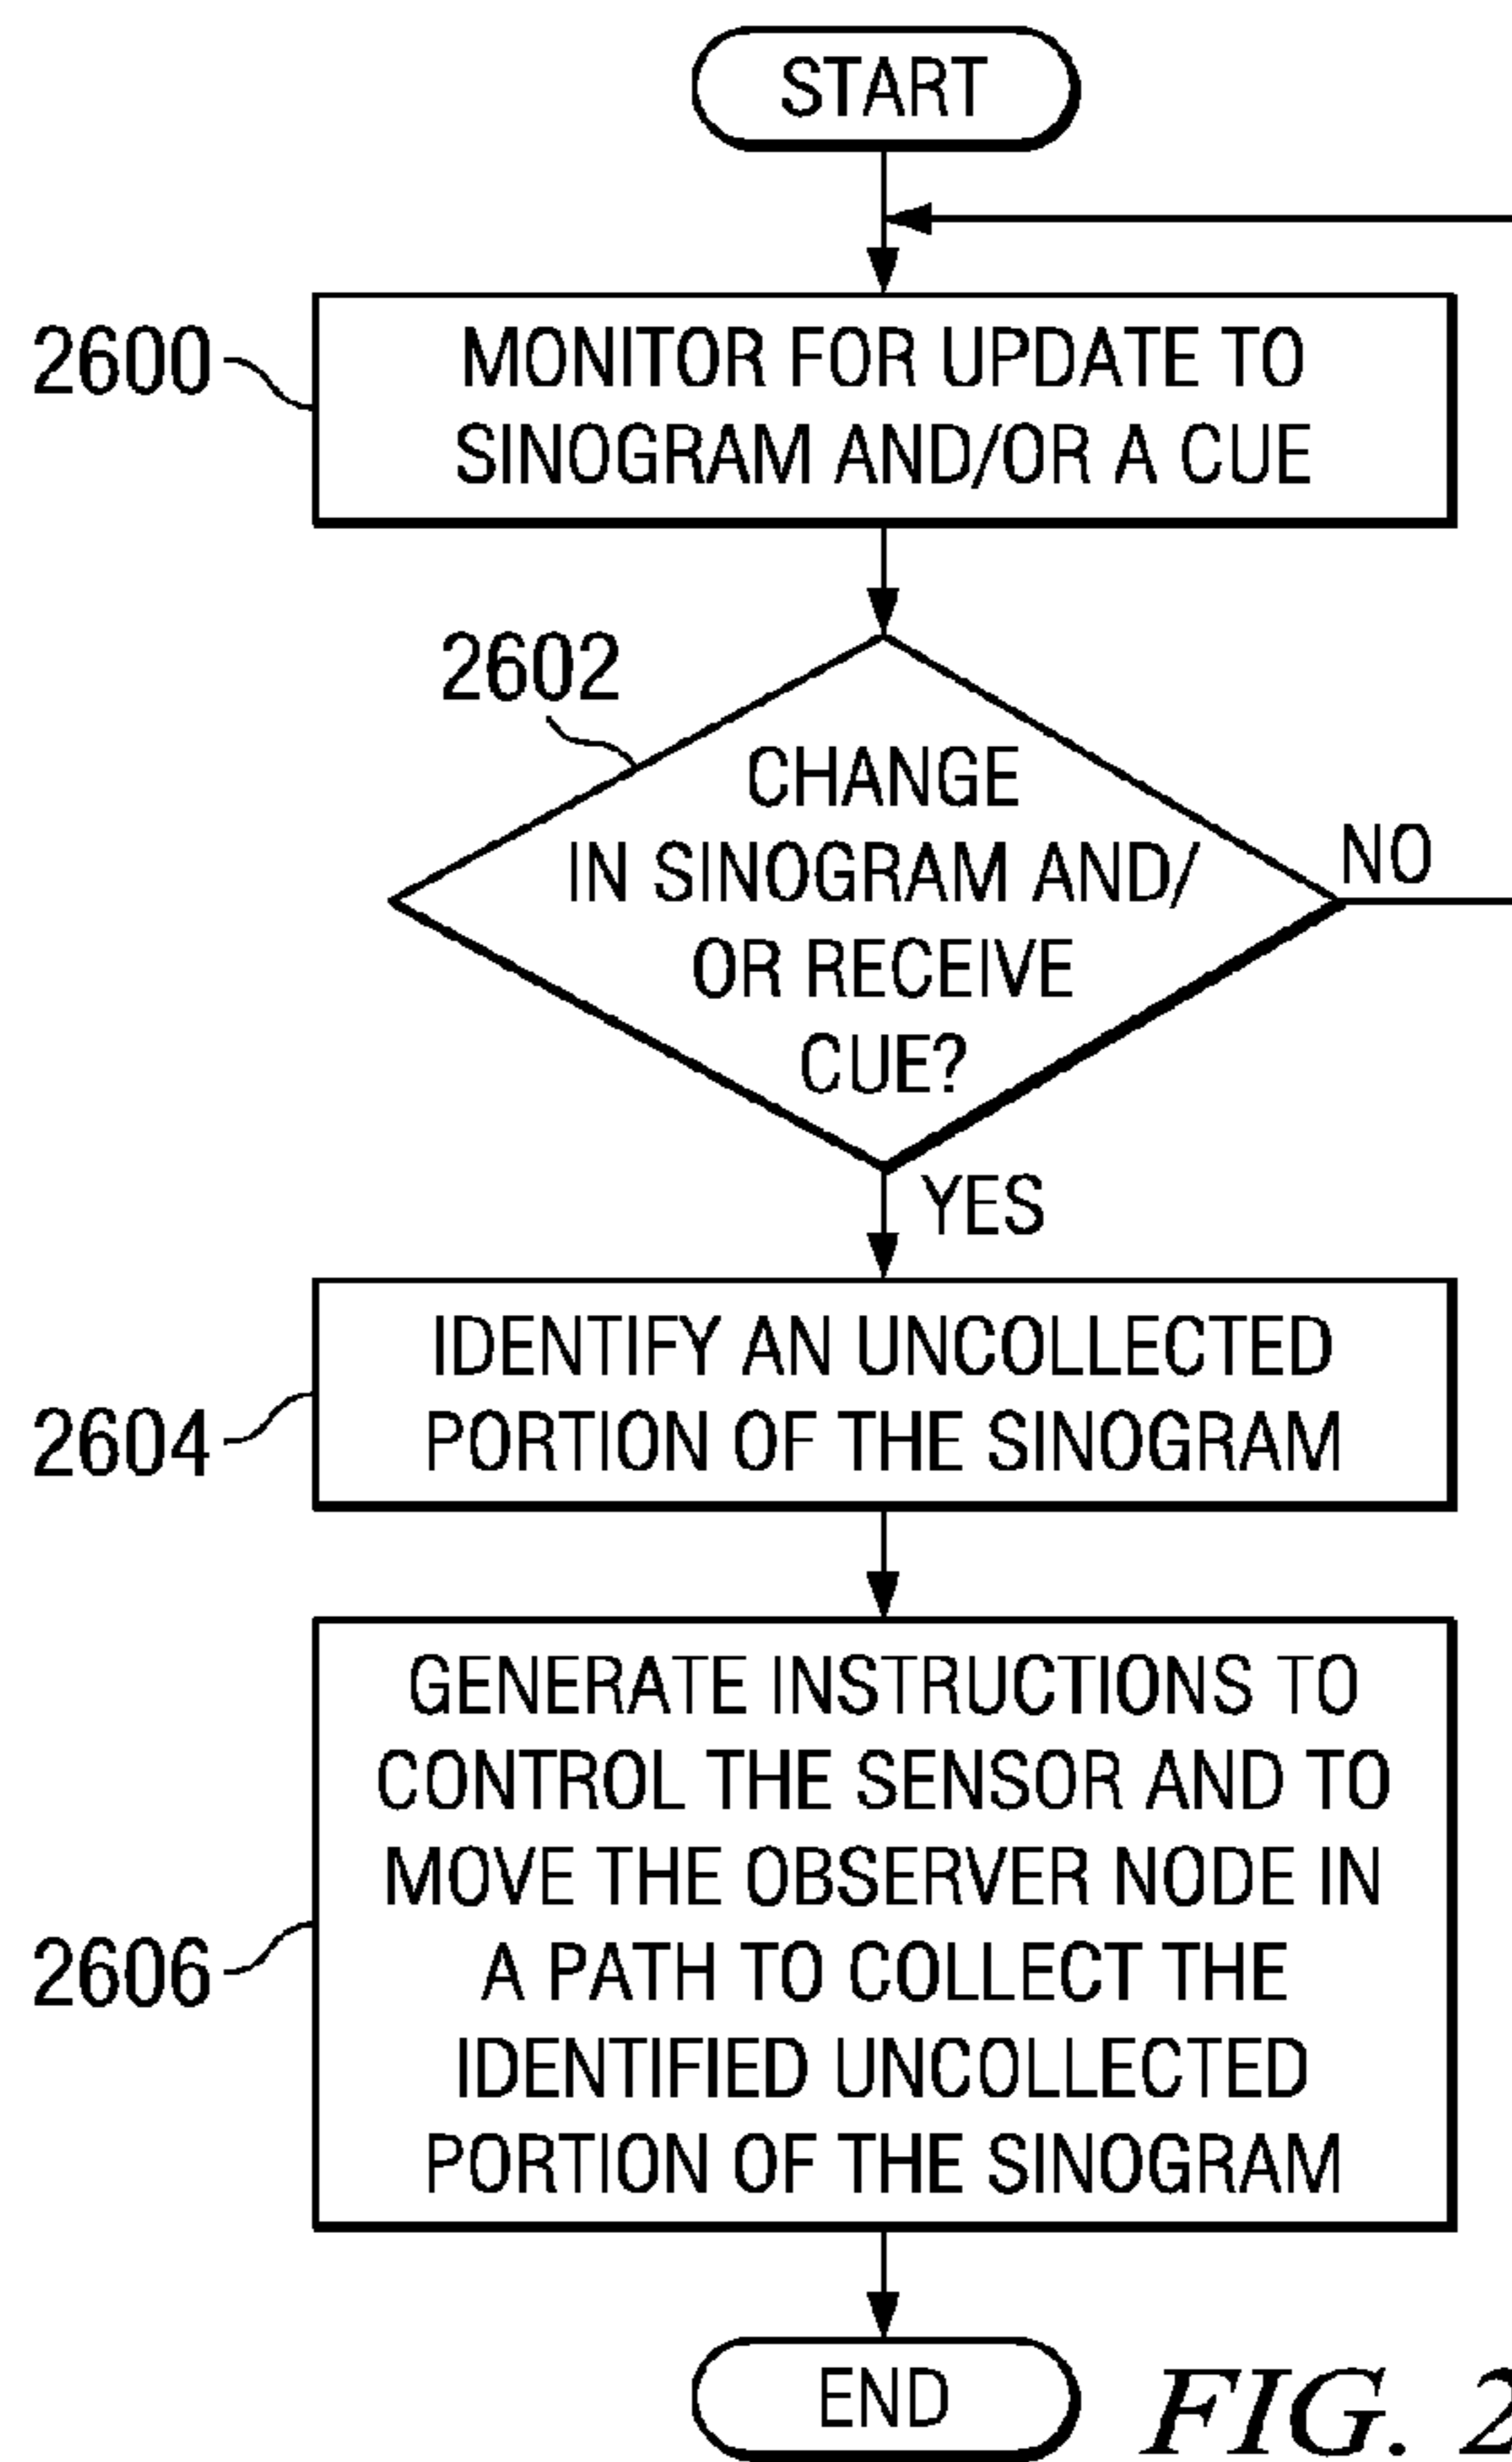 START
2600
MONITOR FOR UPDATE TO
SINOGRAM AND/OR A CUE
2602
CHANGE
IN SINOGRAM AND/
OR RECEIVE
CUE?
NO
YES
2604
IDENTIFY AN UNCOLLECTED
PORTION OF THE SINOGRAM
2606
GENERATE INSTRUCTIONS TO
CONTROL THE SENSOR AND TO
MOVE THE OBSERVER NODE IN
A PATH TO COLLECT THE
IDENTIFIED UNCOLLECTED
PORTION OF THE SINOGRAM
END
FIG. 2